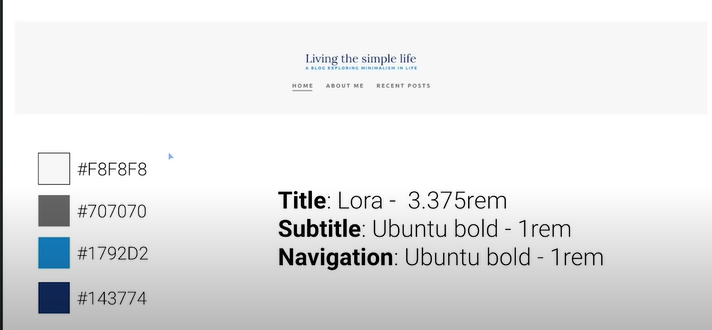 Living the simple life
A BLOG EXPLORING MINIMALISM IN LIFE
HOME ABOUT ME RECENT POSTS
#F8F8F8
#707070
#1792D2
#143774
Title: Lora - 3.375rem
Subtitle: Ubuntu bold - 1rem
Navigation: Ubuntu bold - 1rem